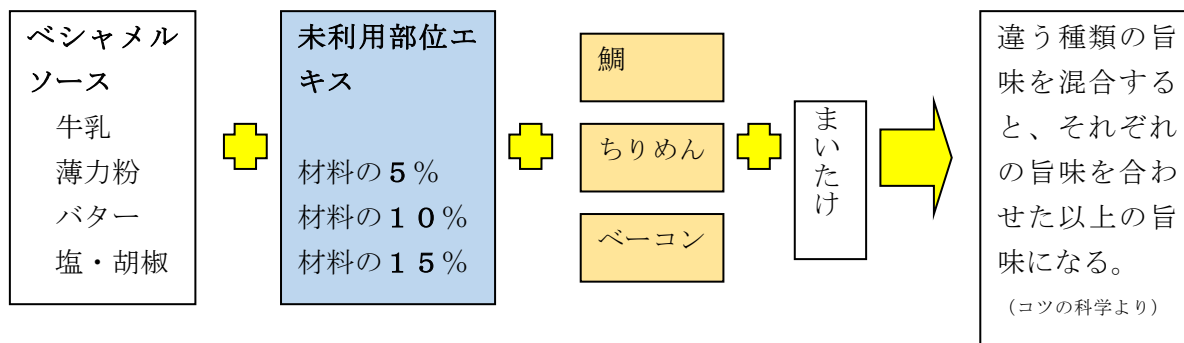 ベシャメル
ソース
牛乳
薄力粉
バター
塩・胡椒
未利用部位エ
キス
材料の５％
材料の１０％
材料の１５％
鯛
ちりめん
ベーコン
まいたけ
違う種類の旨
味を混合する
と、それぞれ
の旨味を合わ
せた以上の旨
味になる。
（コツの科学より）